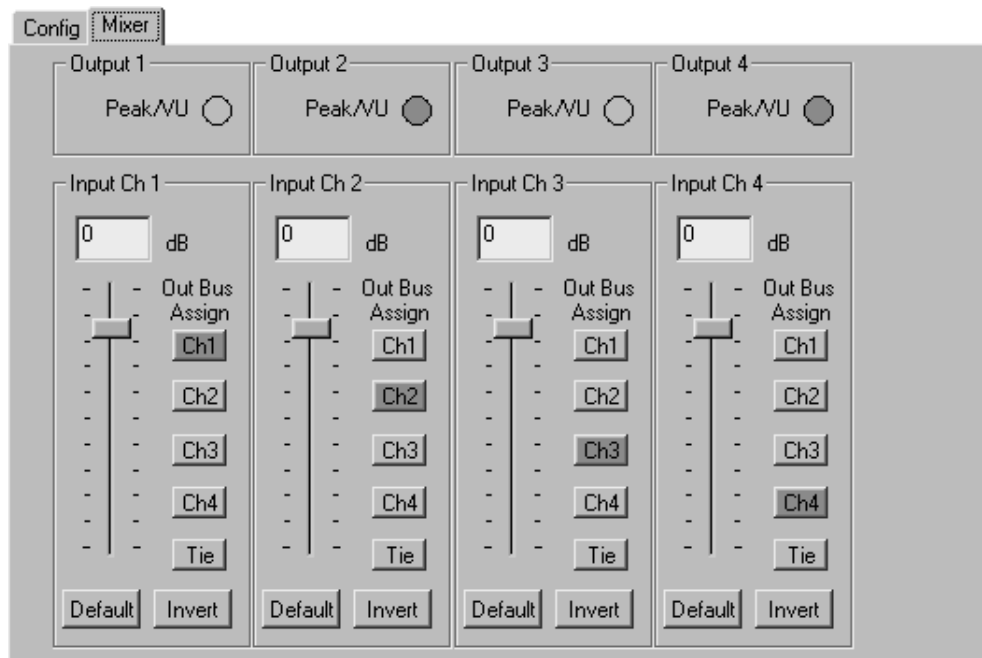 Config Mixer
Output 1 Output 2 Output 3 Output 4
Peak/VU Peak/VU Peak/VU Peak/VU
Input Ch 1 Input Ch 2 Input Ch 3 Input Ch 4
0 dB 0 dB 0 dB 0 dB
Out Bus Out Bus Out Bus Out Bus
Assign Assign Assign Assign
Ch1 Ch1 Ch1 Ch1
Ch2 Ch2 Ch2 Ch2
Ch3 Ch3 Ch3 Ch3
Ch4 Ch4 Ch4 Ch4
Tie Tie Tie Tie
Default Invert Default Invert Default Invert Default Invert